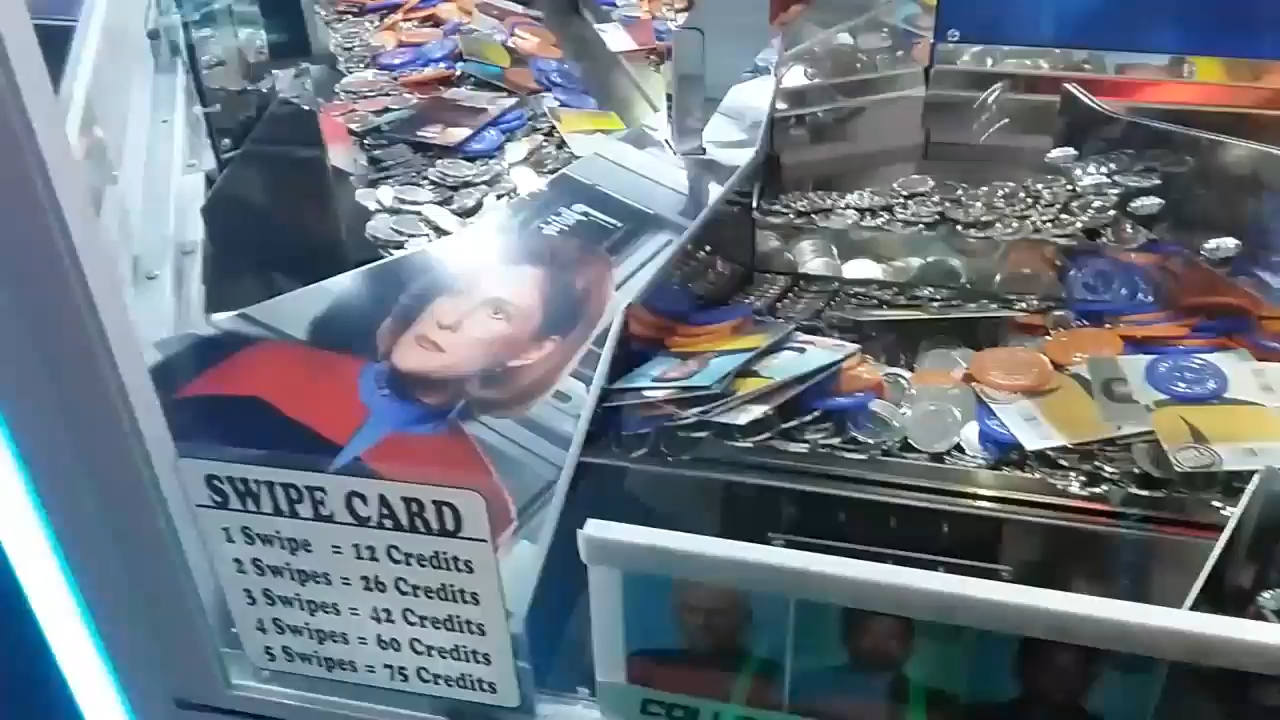 SWIPE CARD
1 Swipe = 12 Credits
2 Swipes = 26 Credits
3 Swipes = 42 Credits
4 Swipes = 60 Credits
5 Swipes = 75 Credits